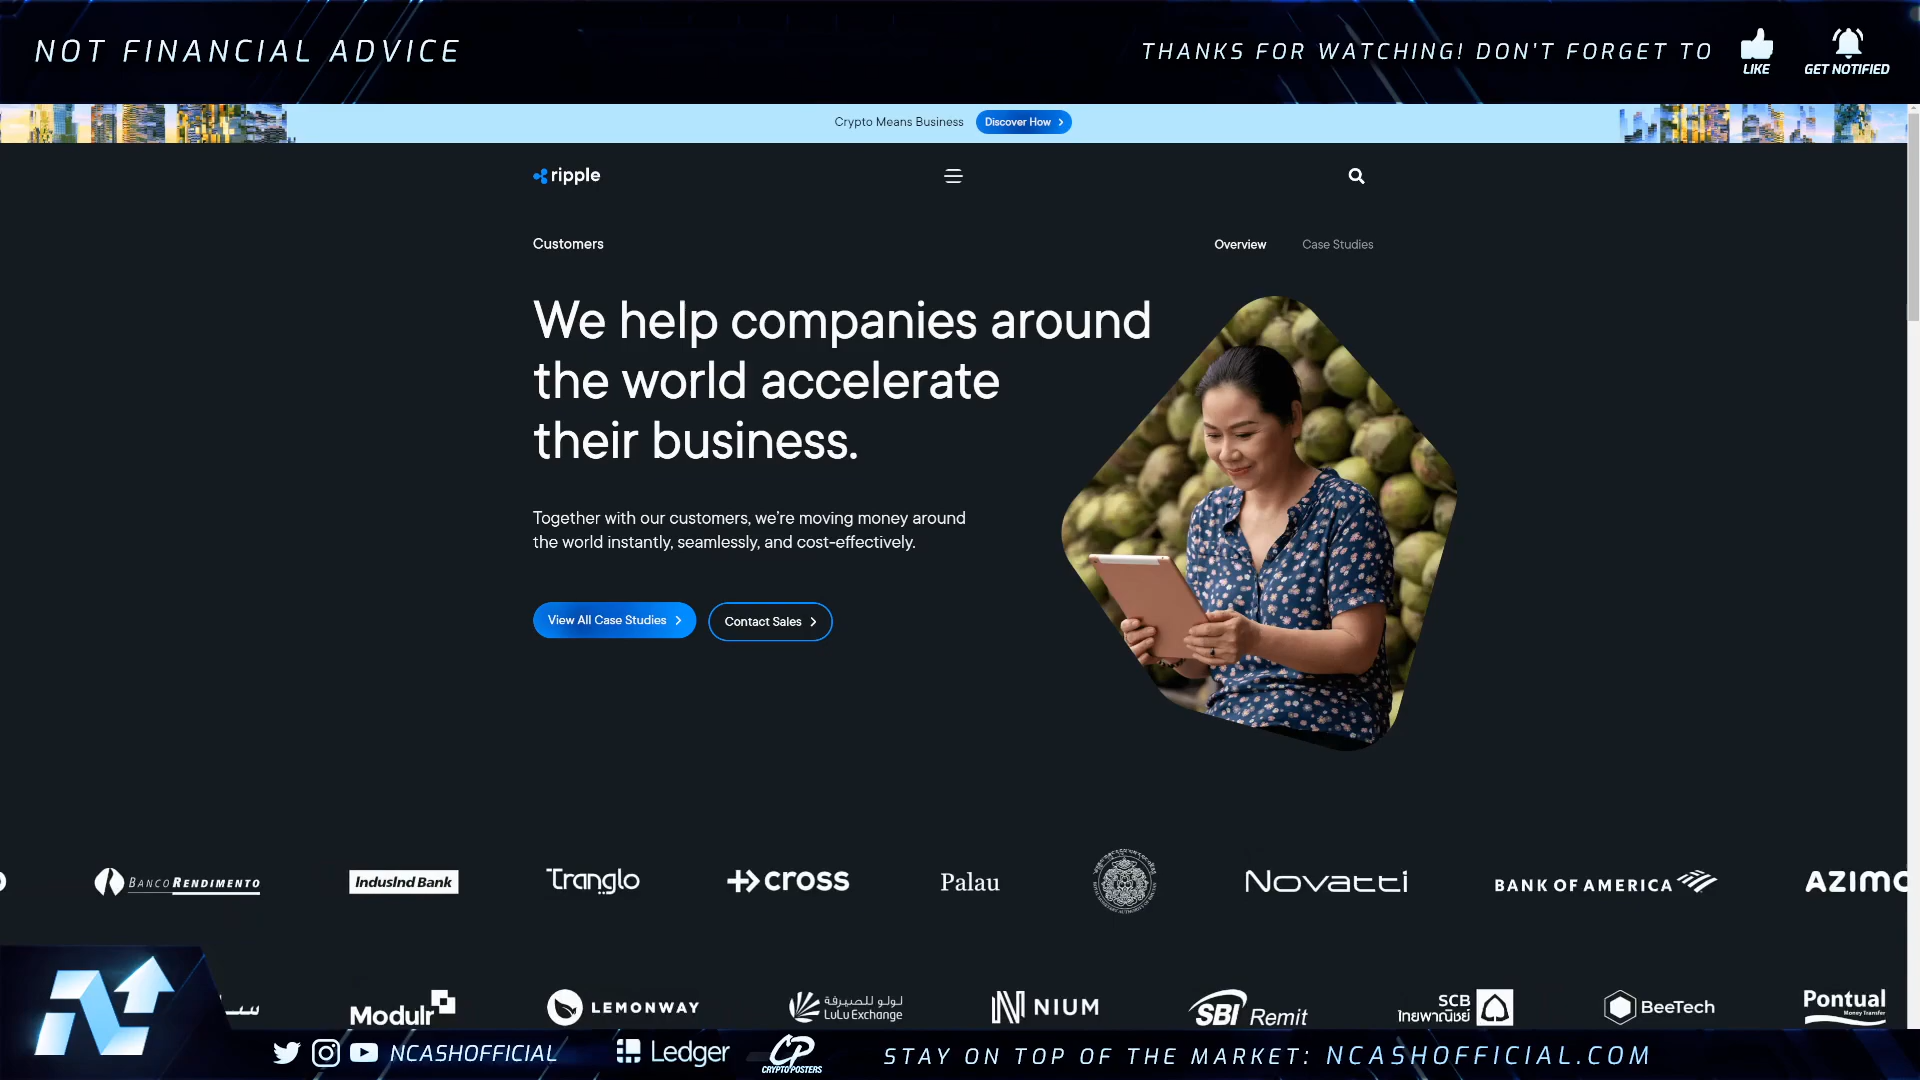 NOT FINANCIAL ADVICE
THANKS FOR WATCHING! DON'T FORGET TO
LIKE
GET NOTIFIED
Crypto Means Business
Discover How
ripple
Customers
Overview
Case Studies
We help companies around
the world accelerate
their business.
Together with our customers, we're moving money around
the world instantly, seamlessly, and cost-effectively.
View All Case Studies
Contact Sales
BANCO RENDIMENTO
IndusInd Bank
Tranglo
cross
Palau
NOVATTI
BANK OF AMERICA
AZIMO
Modulr
LEMONWAY
لولو للصيرفة
LuLu Exchange
NIUM
SBI Remit
SCB
ไทยพาณิชย์
BeeTech
Pontual
Money Transfer
NCASHOFFICIAL
Ledger
CP
CRYPTO POSTERS
STAY ON TOP OF THE MARKET: NCASHOFFICIAL.COM